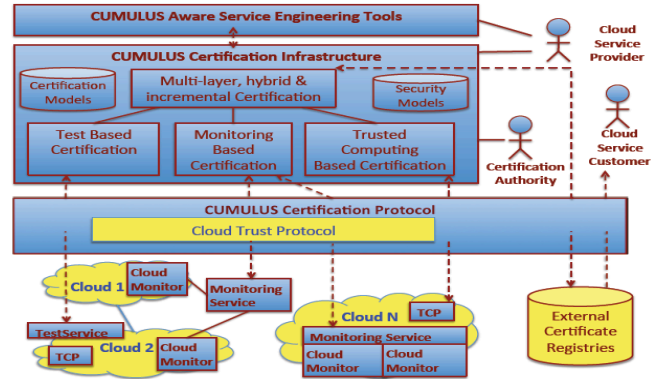 CUMULUS Aware Service Engineering Tools
CUMULUS Certification Infrastructure
Certification
Models
Multi-layer, hybrid &
incremental Certification
Security
Models
Test Based
Certification
Monitoring
Based
Certification
Trusted
Computing
Based Certification
Cloud
Service
Provider
Cloud
Service
Customer
Certification
Authority
CUMULUS Certification Protocol
Cloud Trust Protocol
Cloud 1
Cloud
Monitor
Monitoring
Service
TestService
TCP
Cloud 2
Cloud
Monitor
Cloud N
TCP
Monitoring Service
Cloud
Monitor
Cloud
Monitor
External
Certificate
Registries